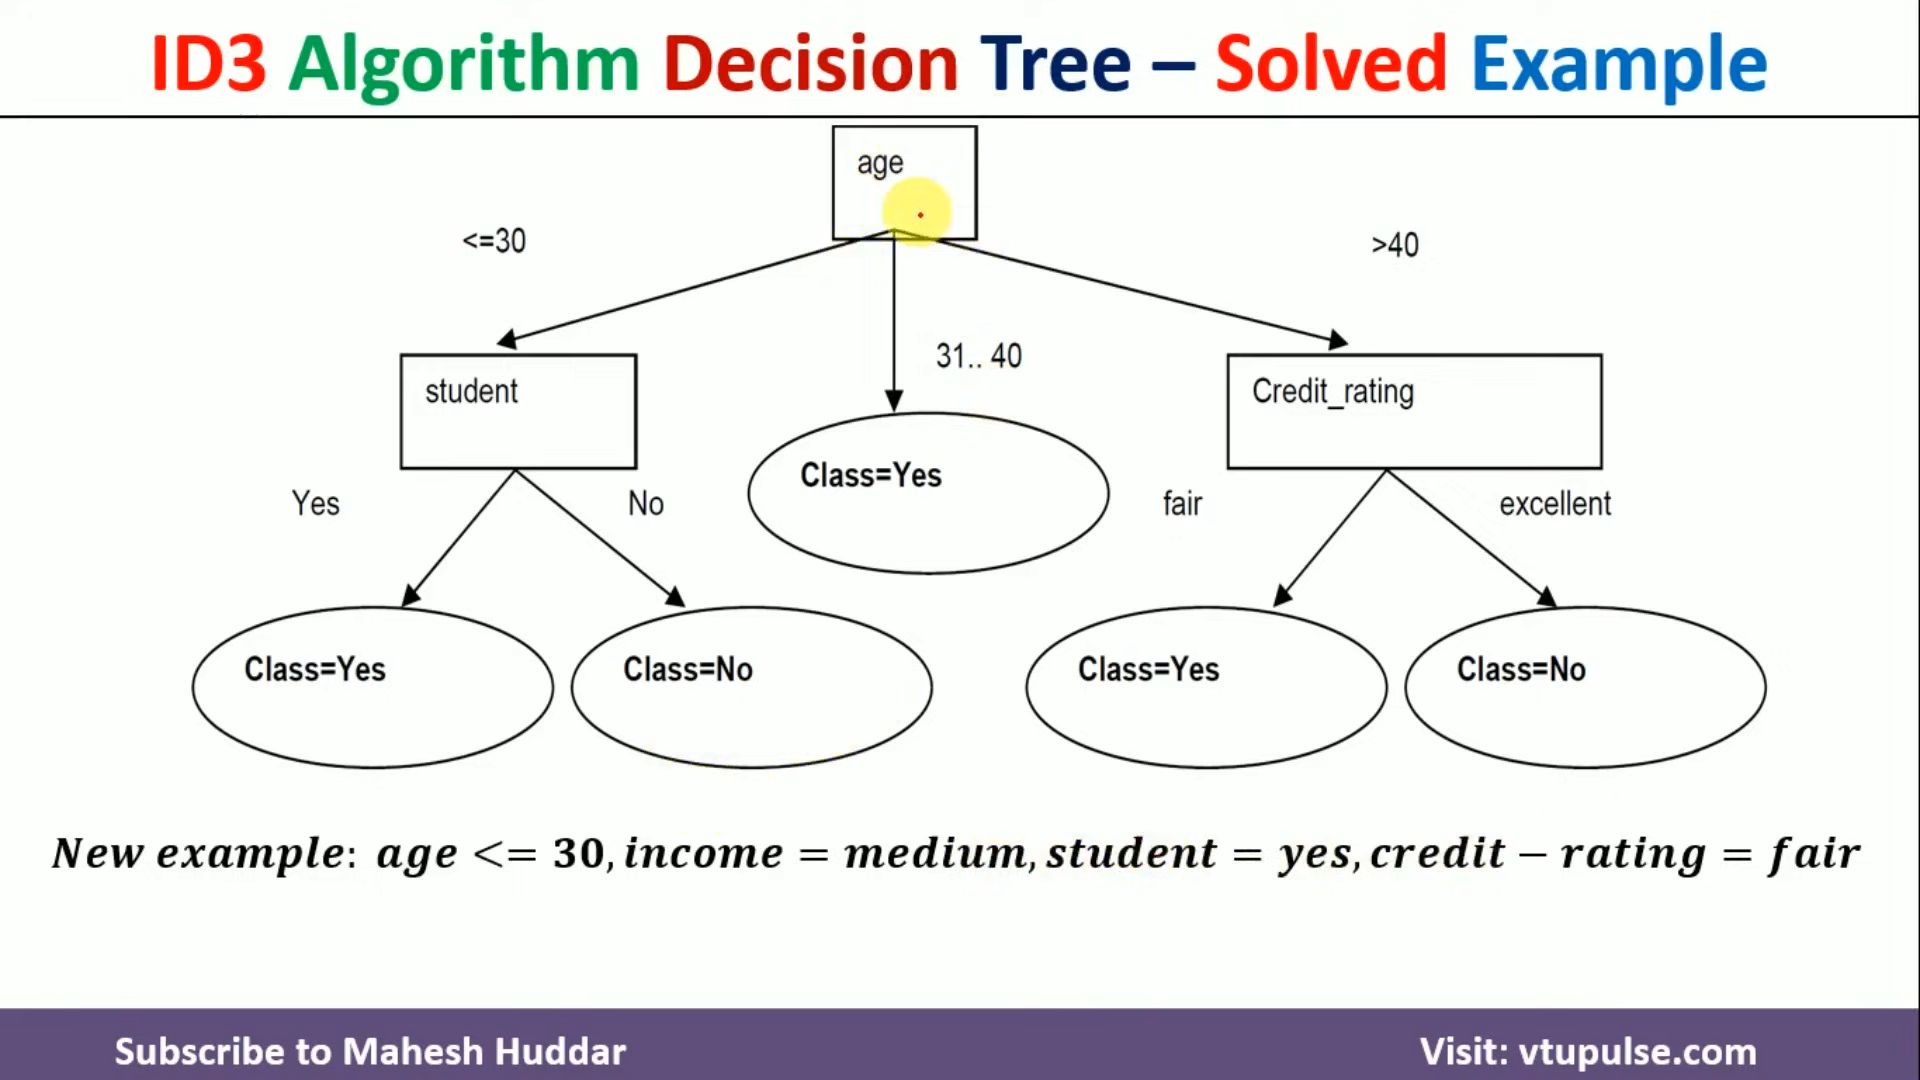 ID3 Algorithm Decision Tree – Solved Example
age
<=30
>40
31.. 40
student
Credit_rating
Class=Yes
Yes
No
fair
excellent
Class=Yes
Class=No
Class=Yes
Class=No
New example: age <= 30, income = medium, student = yes, credit − rating = fair
Subscribe to Mahesh Huddar
Visit: vtupulse.com